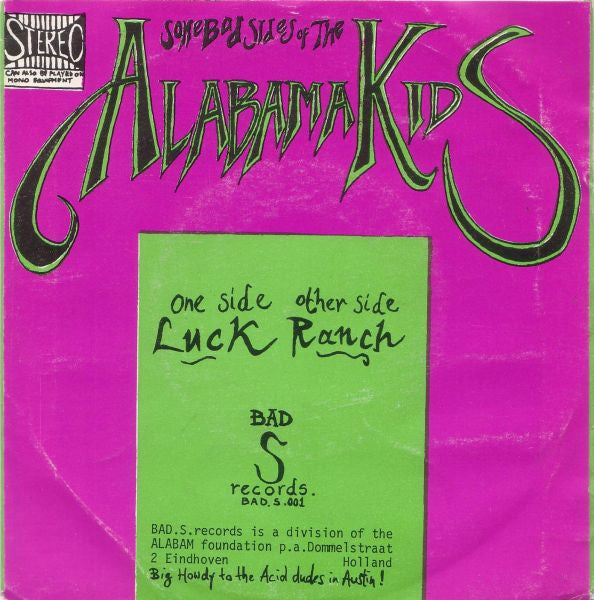 STEREO
CAN ALSO BE PLAYED ON
MONO EQUIPMENT
SOME BAD SIDES OF THE
ALABAMA KIDS
one side other side
Luck Ranch
BAD
S
records.
BAD.S.001
BAD.S.records is a division of the
ALABAM foundation p.a.Dommelstraat
2 Eindhoven Holland
Big Howdy to the Acid dudes in Austin!